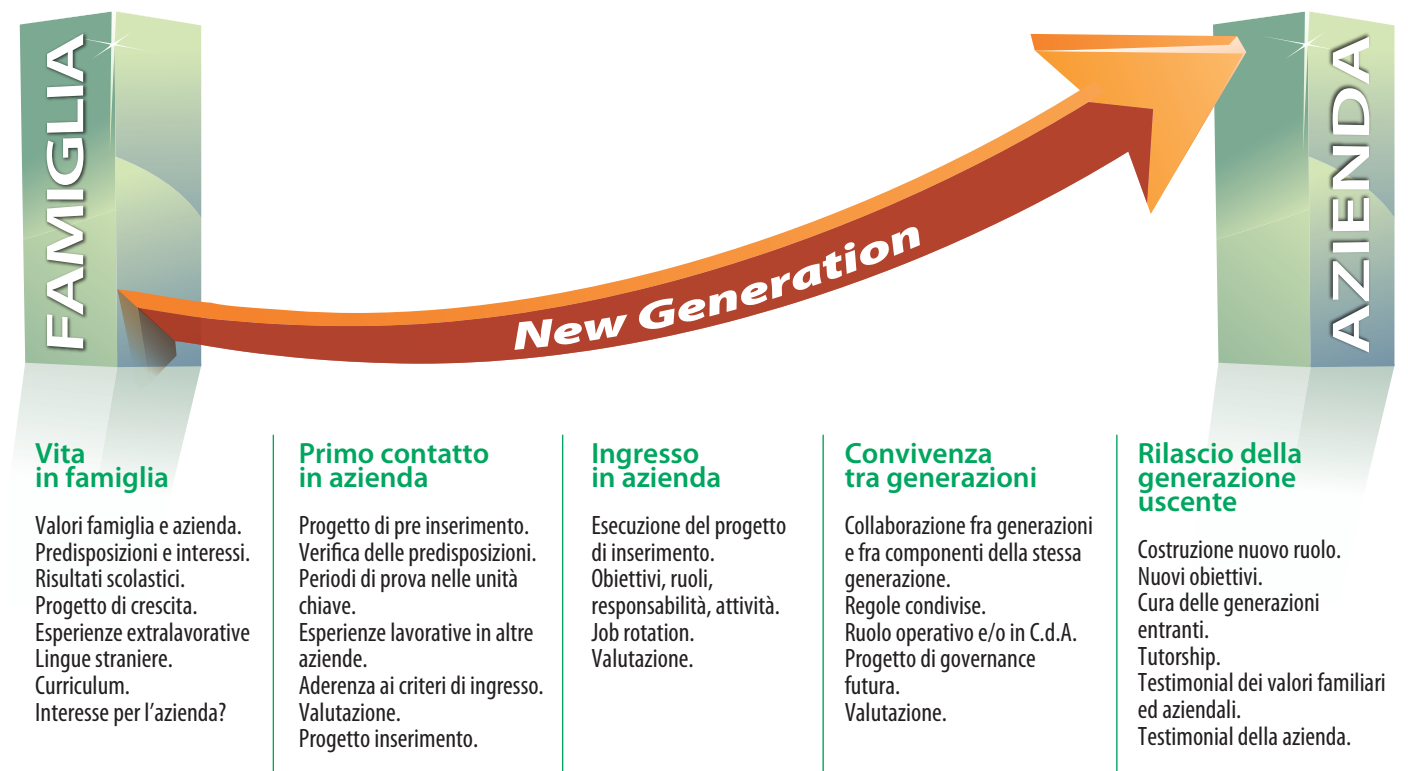 FAMIGLIA
AZIENDA
New Generation
Vita
in famiglia
Valori famiglia e azienda.
Predisposizioni e interessi.
Risultati scolastici.
Progetto di crescita.
Esperienze extralavorative
Lingue straniere.
Curriculum.
Interesse per l’azienda?
Primo contatto
in azienda
Progetto di pre inserimento.
Verifica delle predisposizioni.
Periodi di prova nelle unità
chiave.
Esperienze lavorative in altre
aziende.
Aderenza ai criteri di ingresso.
Valutazione.
Progetto inserimento.
Ingresso
in azienda
Esecuzione del progetto
di inserimento.
Obiettivi, ruoli,
responsabilità, attività.
Job rotation.
Valutazione.
Convivenza
tra generazioni
Collaborazione fra generazioni
e fra componenti della stessa
generazione.
Regole condivise.
Ruolo operativo e/o in C.d.A.
Progetto di governance
futura.
Valutazione.
Rilascio della
generazione
uscente
Costruzione nuovo ruolo.
Nuovi obiettivi.
Cura delle generazioni
entranti.
Tutorship.
Testimonial dei valori familiari
ed aziendali.
Testimonial della azienda.